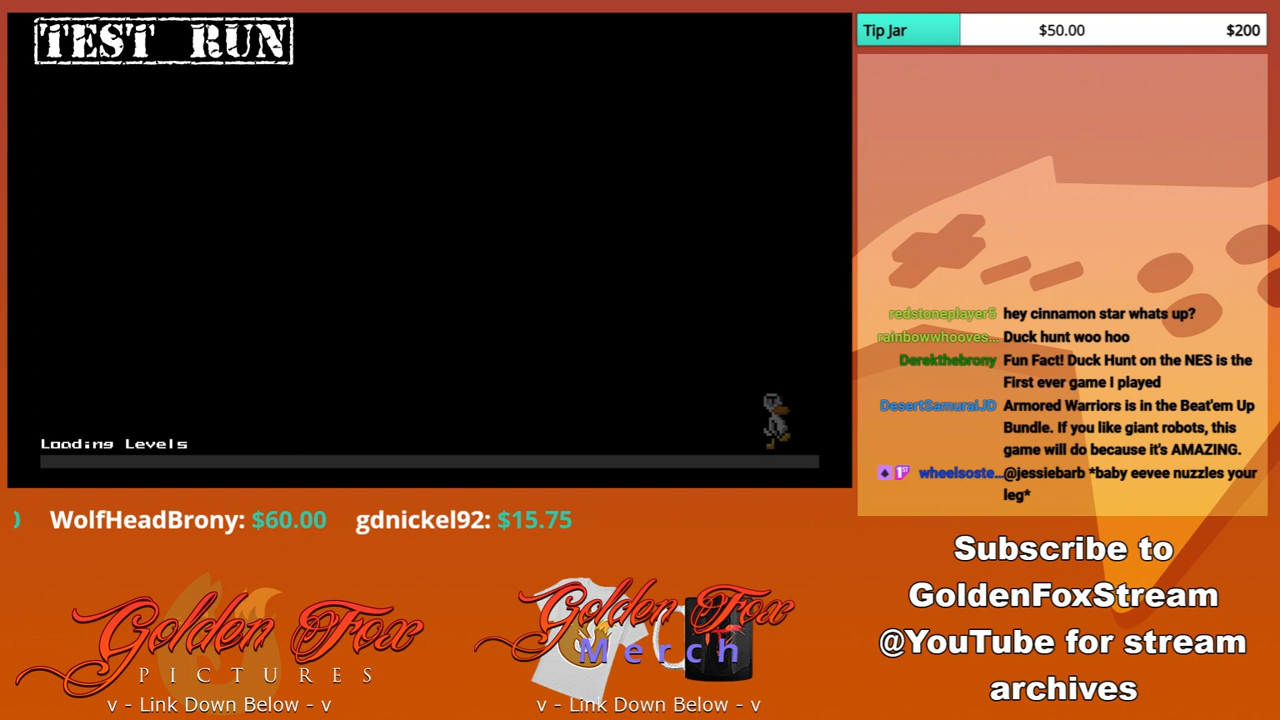 TEST RUN
Tip Jar $50.00 $200
redstoneplayer5 hey cinnamon star whats up?
rainbowwhooves... Duck hunt woo hoo
Derekthebrony Fun Fact! Duck Hunt on the NES is the
First ever game I played
DesertSamuraiJD Armored Warriors is in the Beat'em Up
Bundle. If you like giant robots, this
game will do because it's AMAZING.
1ST wheelsoste... @jessiebarb *baby eevee nuzzles your
leg*
Loading Levels
WolfHeadBrony: $60.00 gdnickel92: $15.75
Golden Fox
PICTURES
v - Link Down Below - v
Golden Fox
Merch
v - Link Down Below - v
Subscribe to
GoldenFoxStream
@YouTube for stream
archives